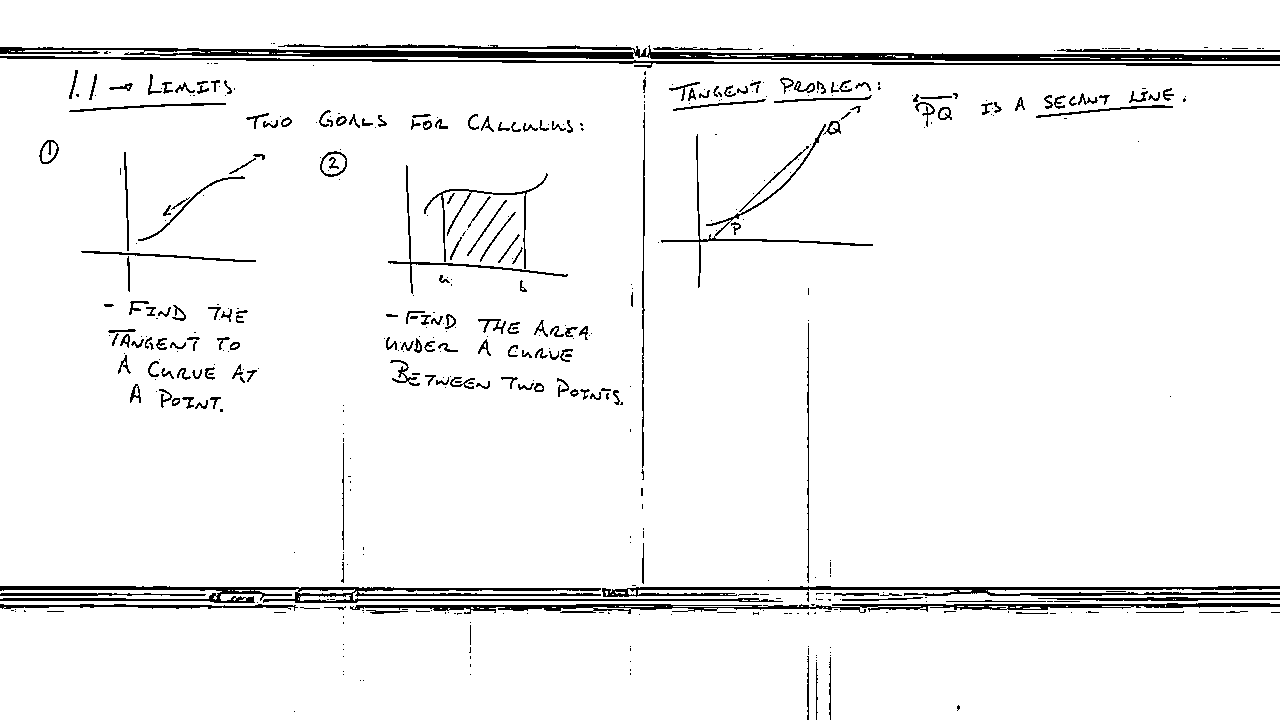 1.1 → LIMITS
TWO GOALS FOR CALCULUS:
①
②
a
b
- FIND THE
TANGENT TO
A CURVE AT
A POINT.
- FIND THE AREA
UNDER A CURVE
BETWEEN TWO POINTS.
TANGENT PROBLEM:
PQ IS A SECANT LINE.
Q
P